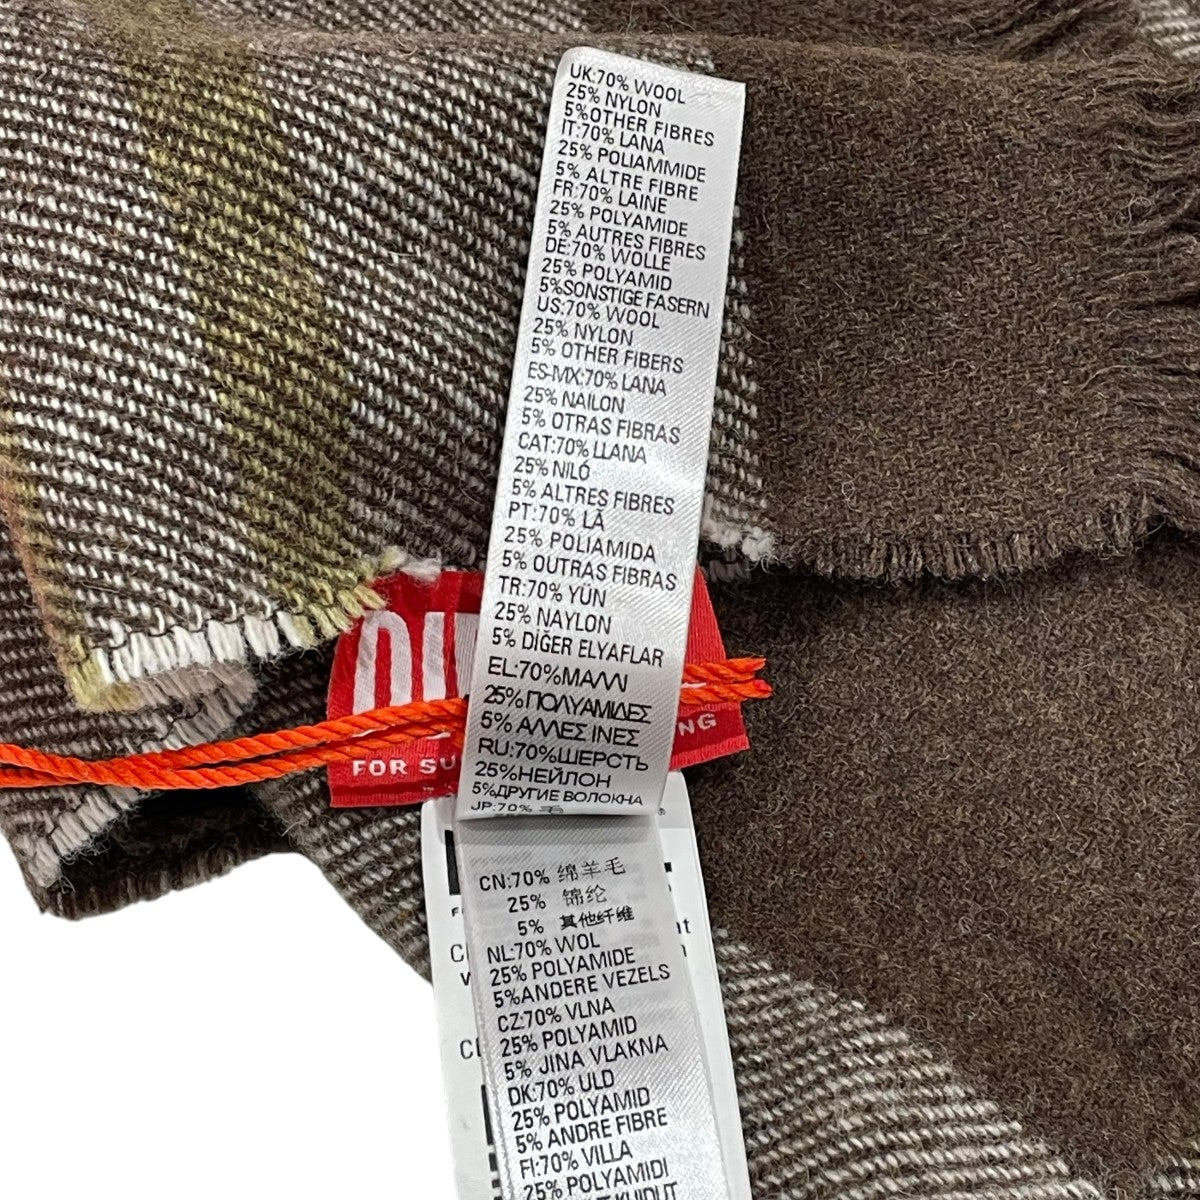 UK:70% WOOL
25% NYLON
5%OTHER FIBRES
IT:70% LANA
25% POLIAMMIDE
5% ALTRE FIBRE
FR:70% LAINE
25% POLYAMIDE
5% AUTRES FIBRES
DE:70% WOLLE
25% POLYAMID
5%SONSTIGE FASERN
US:70% WOOL
25% NYLON
5% OTHER FIBERS
ES-MX:70% LANA
25% NAILON
5% OTRAS FIBRAS
CAT:70% LLANA
25% NILÓ
5% ALTRES FIBRES
PT:70% LÃ
25% POLIAMIDA
5% OUTRAS FIBRAS
TR:70% YÜN
25% NAYLON
5% DİĞER ELYAFLAR
EL:70%ΜΑΛΛΙ
25%ΠΟΛΥΑΜΙΔΕΣ
5% ΑΛΛΕΣ ΙΝΕΣ
RU:70%ШЕРСТЬ
25%НЕЙЛОН
5%ДРУГИЕ ВОЛОКНА
JP:70% 毛
FOR
CN:70% 绵羊毛
25% 锦纶
5% 其他纤维
NL:70% WOL
25% POLYAMIDE
5%ANDERE VEZELS
CZ:70% VLNA
25% POLYAMID
5% JINA VLAKNA
DK:70% ULD
25% POLYAMID
5% ANDRE FIBRE
FI:70% VILLA
25% POLYAMIDI
KUIDUT